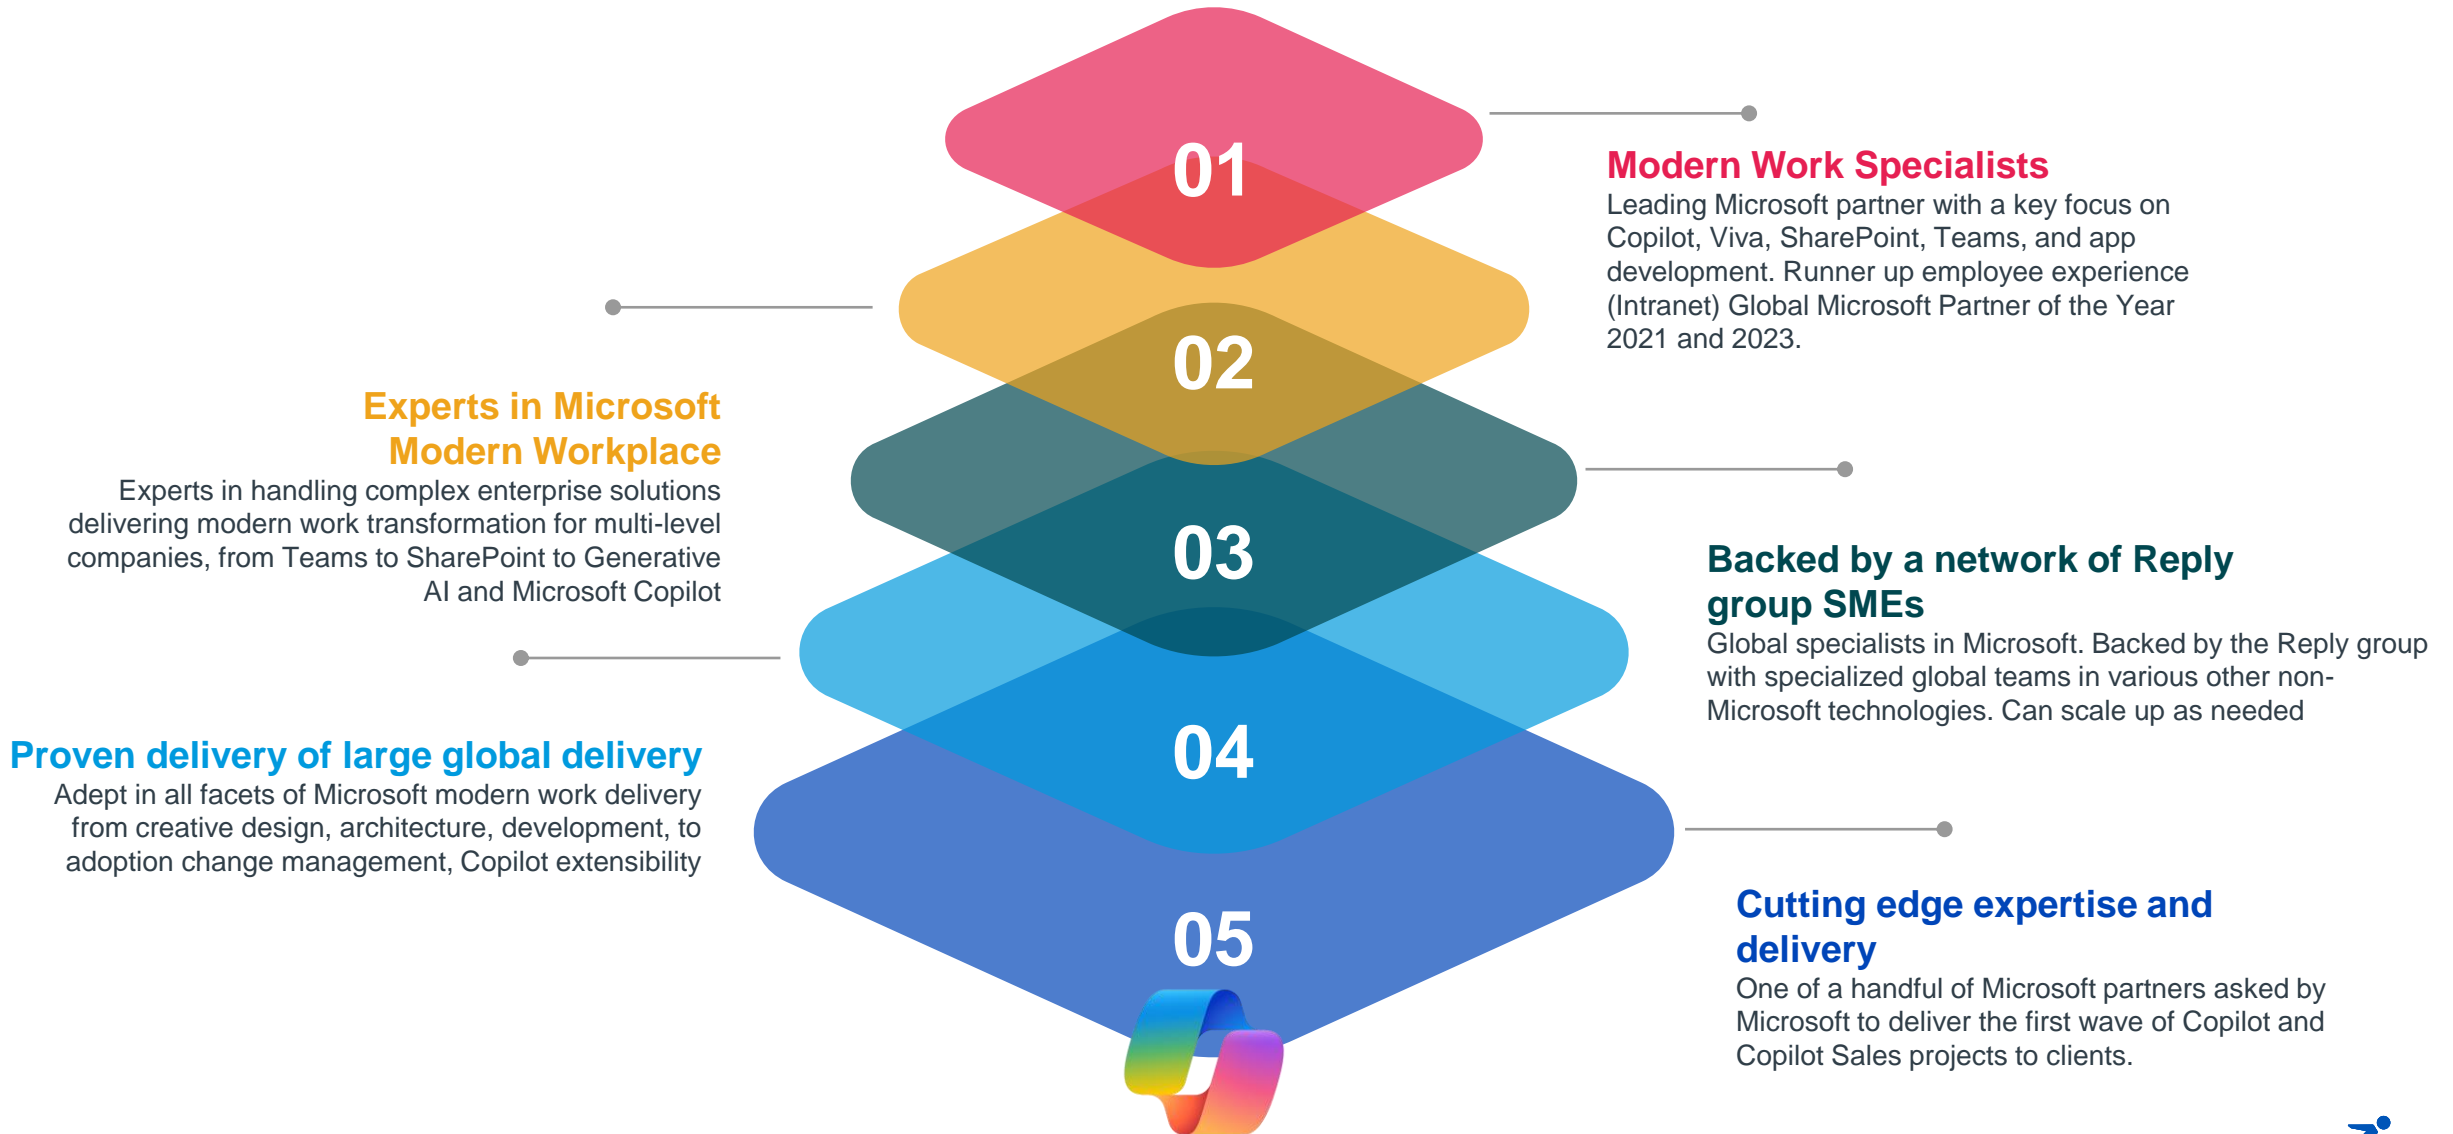 01
Modern Work Specialists
Leading Microsoft partner with a key focus on
Copilot, Viva, SharePoint, Teams, and app
development. Runner up employee experience
(Intranet) Global Microsoft Partner of the Year
2021 and 2023.
02
Experts in Microsoft
Modern Workplace
Experts in handling complex enterprise solutions
delivering modern work transformation for multi-level
companies, from Teams to SharePoint to Generative
AI and Microsoft Copilot
03
Backed by a network of Reply
group SMEs
Global specialists in Microsoft. Backed by the Reply group
with specialized global teams in various other non-
Microsoft technologies. Can scale up as needed
04
Proven delivery of large global delivery
Adept in all facets of Microsoft modern work delivery
from creative design, architecture, development, to
adoption change management, Copilot extensibility
05
Cutting edge expertise and
delivery
One of a handful of Microsoft partners asked by
Microsoft to deliver the first wave of Copilot and
Copilot Sales projects to clients.